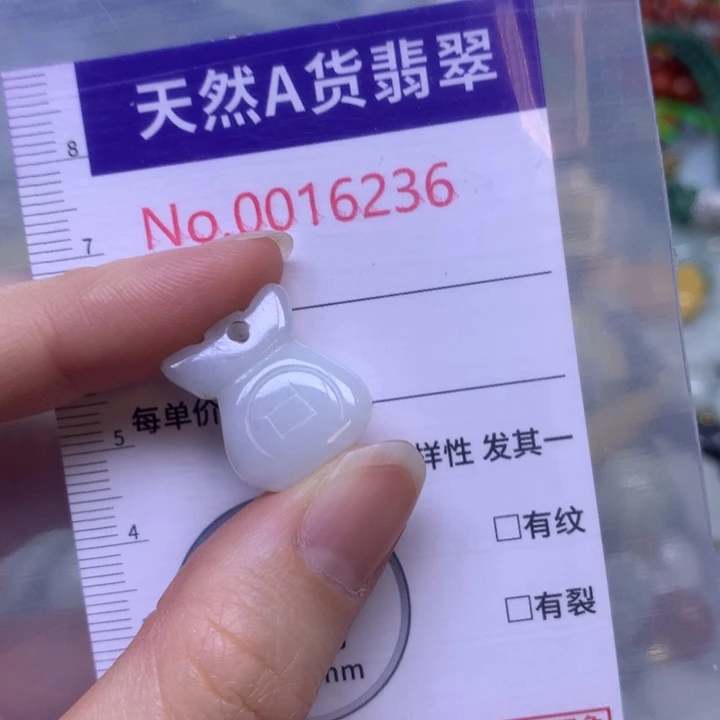 天然A货翡翠
No.0016236
8
7
每单价
样性 发其一
5
4
□有纹
□有裂
mm